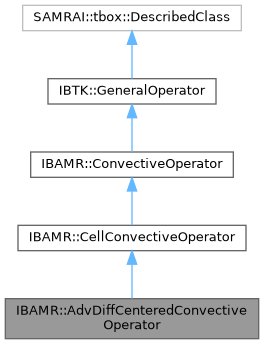 SAMRAI::tbox::DescribedClass
IBTK::GeneralOperator
IBAMR::ConvectiveOperator
IBAMR::CellConvectiveOperator
IBAMR::AdvDiffCenteredConvective
Operator